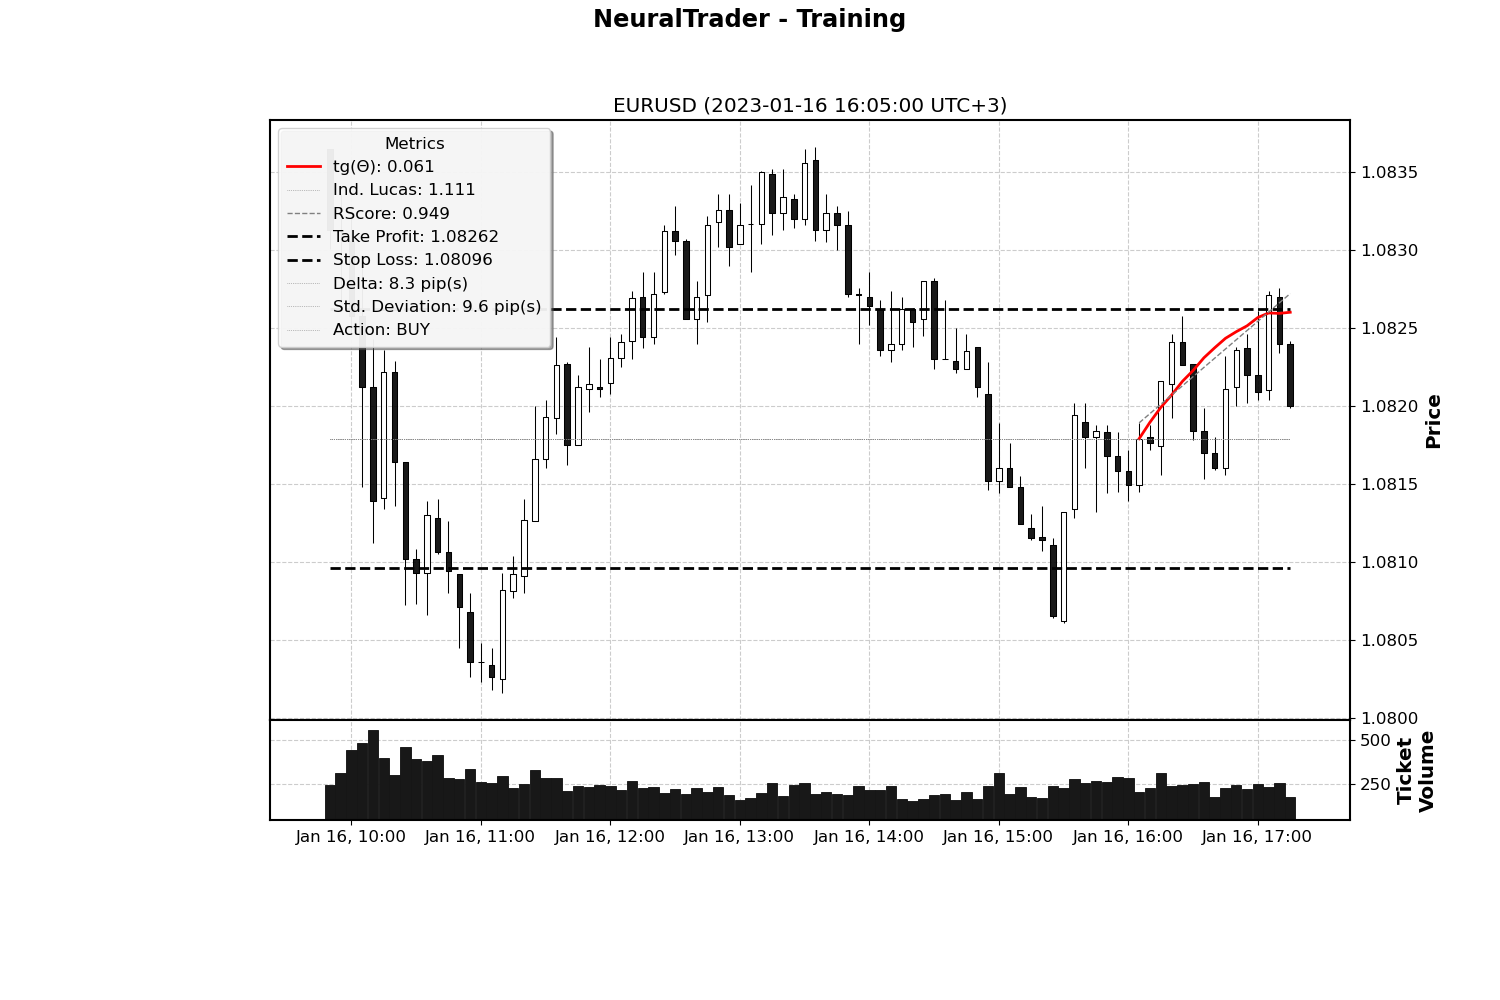 NeuralTrader - Training
EURUSD (2023-01-16 16:05:00 UTC+3)
Metrics
tg(Θ): 0.061
Ind. Lucas: 1.111
RScore: 0.949
Take Profit: 1.08262
Stop Loss: 1.08096
Delta: 8.3 pip(s)
Std. Deviation: 9.6 pip(s)
Action: BUY
1.0835
1.0830
1.0825
1.0820
1.0815
1.0810
1.0805
1.0800
Price
500
250
Ticket
Volume
Jan 16, 10:00
Jan 16, 11:00
Jan 16, 12:00
Jan 16, 13:00
Jan 16, 14:00
Jan 16, 15:00
Jan 16, 16:00
Jan 16, 17:00